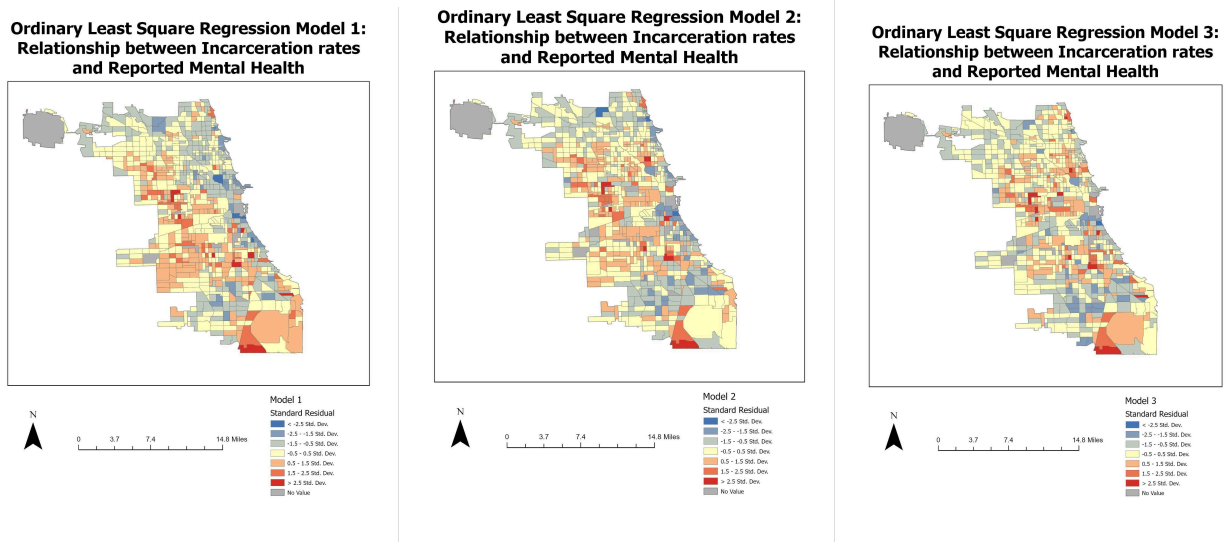 Ordinary Least Square Regression Model 1:
Relationship between Incarceration rates
and Reported Mental Health
N
0 3.7 7.4 14.8 Miles
Model 1
Standard Residual
< -2.5 Std. Dev.
-2.5 - -1.5 Std. Dev.
-1.5 - -0.5 Std. Dev.
-0.5 - 0.5 Std. Dev.
0.5 - 1.5 Std. Dev.
1.5 - 2.5 Std. Dev.
> 2.5 Std. Dev.
No Value
Ordinary Least Square Regression Model 2:
Relationship between Incarceration rates
and Reported Mental Health
N
0 3.7 7.4 14.8 Miles
Model 2
Standard Residual
< -2.5 Std. Dev.
-2.5 - -1.5 Std. Dev.
-1.5 - -0.5 Std. Dev.
-0.5 - 0.5 Std. Dev.
0.5 - 1.5 Std. Dev.
1.5 - 2.5 Std. Dev.
> 2.5 Std. Dev.
No Value
Ordinary Least Square Regression Model 3:
Relationship between Incarceration rates
and Reported Mental Health
N
0 3.7 7.4 14.8 Miles
Model 3
Standard Residual
< -2.5 Std. Dev.
-2.5 - -1.5 Std. Dev.
-1.5 - -0.5 Std. Dev.
-0.5 - 0.5 Std. Dev.
0.5 - 1.5 Std. Dev.
1.5 - 2.5 Std. Dev.
> 2.5 Std. Dev.
No Value